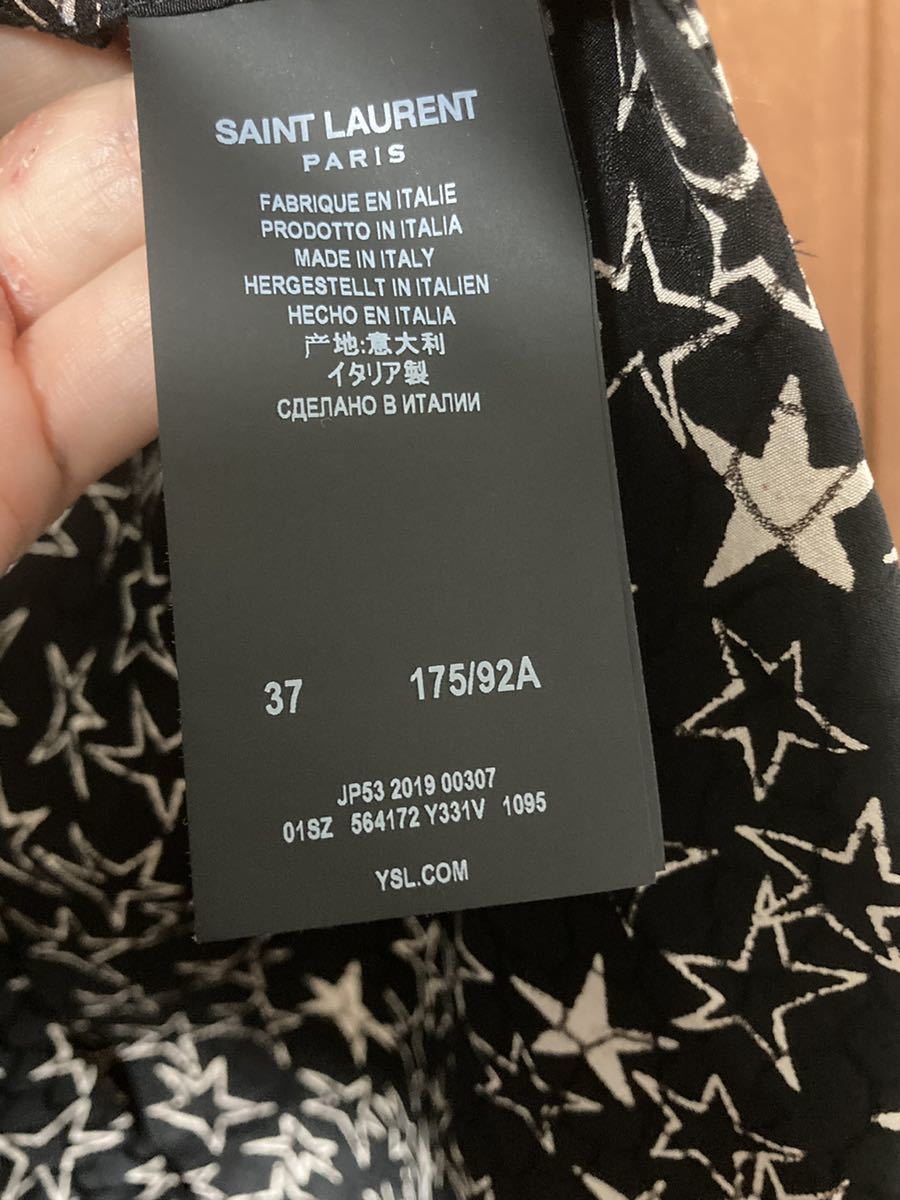 SAINT LAURENT
PARIS
FABRIQUE EN ITALIE
PRODOTTO IN ITALIA
MADE IN ITALY
HERGESTELLT IN ITALIEN
HECHO EN ITALIA
产地:意大利
イタリア製
СДЕЛАНО В ИТАЛИИ
37 175/92A
JP53 2019 00307
01SZ 564172 Y331V 1095
YSL.COM